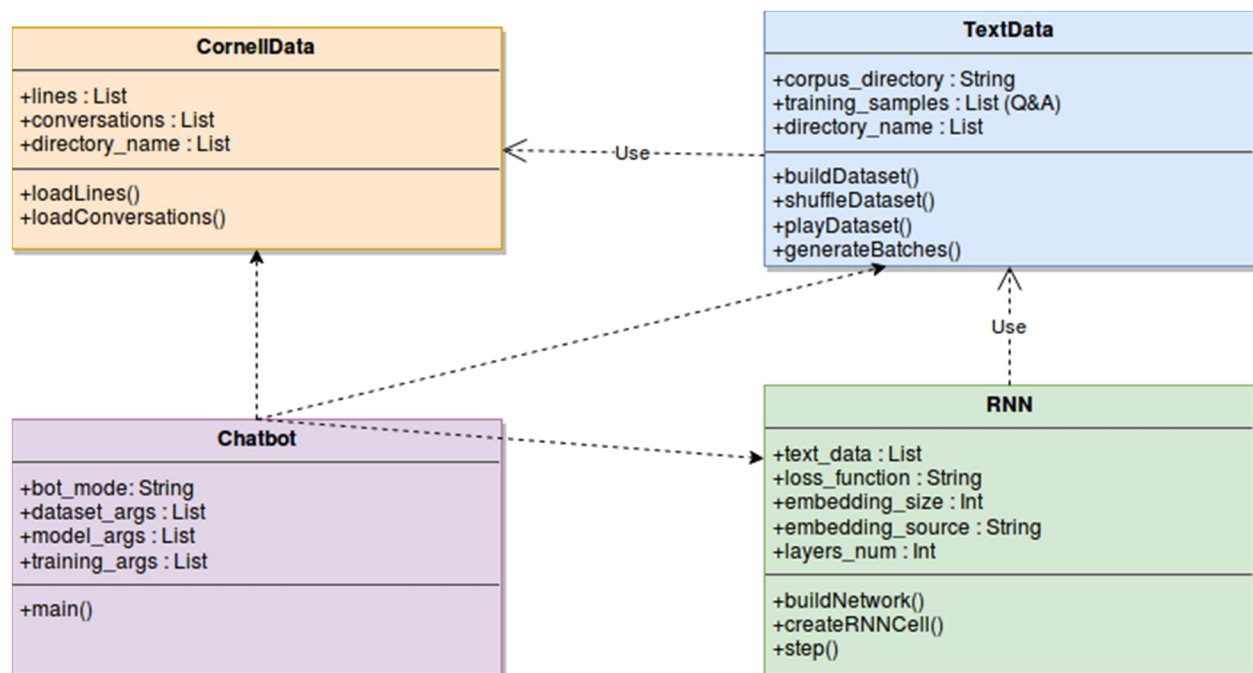 CornellData
+lines : List
+conversations : List
+directory_name : List
+loadLines()
+loadConversations()
Use
TextData
+corpus_directory : String
+training_samples : List (Q&A)
+directory_name : List
+buildDataset()
+shuffleDataset()
+playDataset()
+generateBatches()
Use
Chatbot
+bot_mode: String
+dataset_args : List
+model_args : List
+training_args : List
+main()
RNN
+text_data : List
+loss_function : String
+embedding_size : Int
+embedding_source : String
+layers_num : Int
+buildNetwork()
+createRNNCell()
+step()